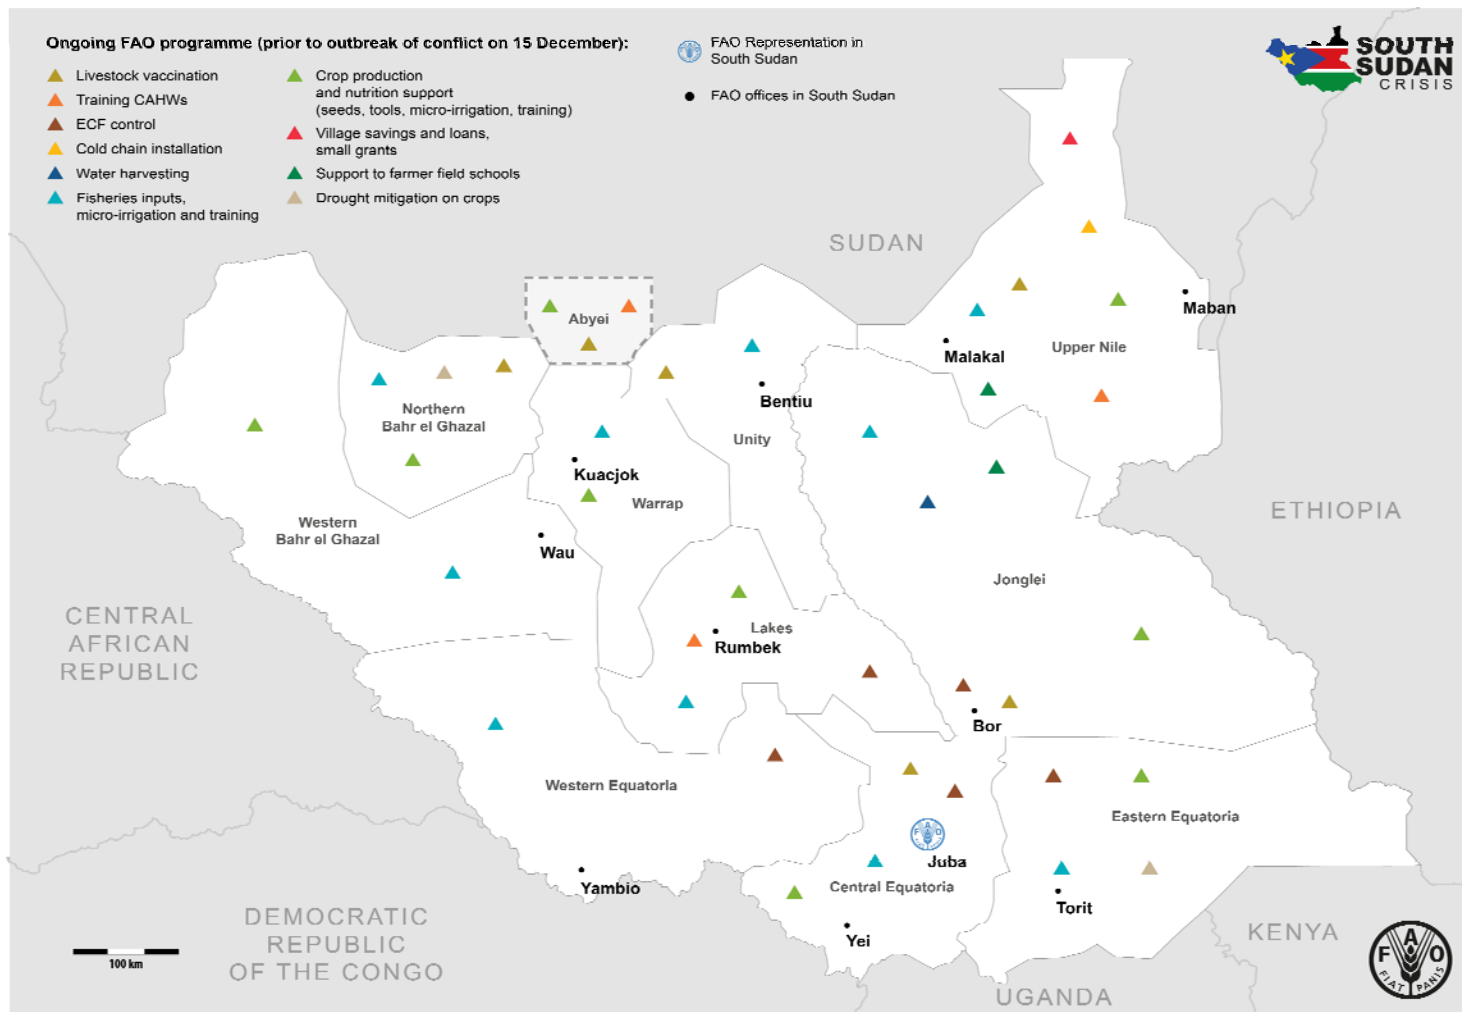 Ongoing FAO programme (prior to outbreak of conflict on 15 December):
Livestock vaccination
Training CAHWs
ECF control
Cold chain installation
Water harvesting
Fisheries inputs,
micro-irrigation and training
Crop production
and nutrition support
(seeds, tools, micro-irrigation, training)
Village savings and loans,
small grants
Support to farmer field schools
Drought mitigation on crops
FAO Representation in
South Sudan
FAO offices in South Sudan
SOUTH
SUDAN
CRISIS
SUDAN
Abyei
Maban
Malakal
Upper Nile
Bentiu
Northern
Bahr el Ghazal
Unity
Kuacjok
Warrap
ETHIOPIA
Western
Bahr el Ghazal
Wau
Jonglei
CENTRAL
AFRICAN
REPUBLIC
Lakes
Rumbek
Bor
Western Equatoria
Eastern Equatoria
Juba
Central Equatoria
Yambio
Torit
Yei
DEMOCRATIC
REPUBLIC
OF THE CONGO
KENYA
UGANDA
100 km
F A O
FIAT PANIS